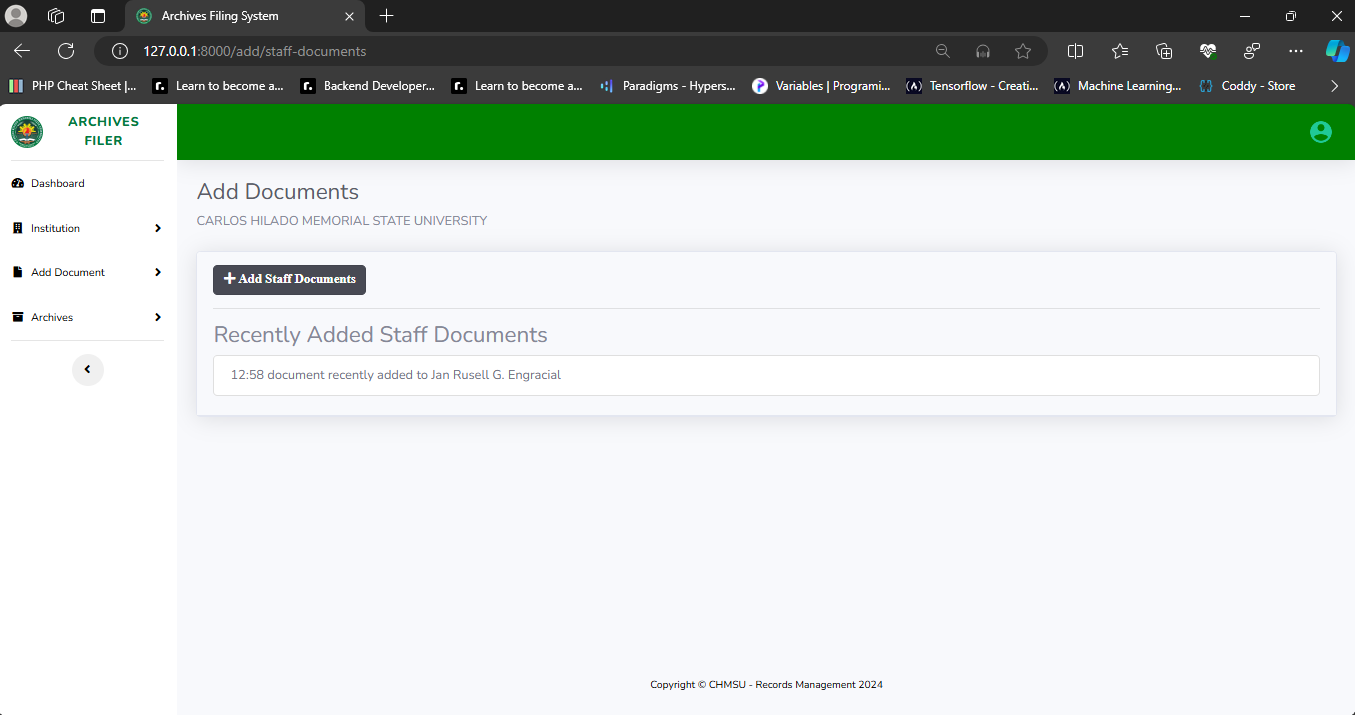 Archives Filing System
127.0.0.1:8000/add/staff-documents
PHP Cheat Sheet |... Learn to become a... Backend Developer... Learn to become a... Paradigms - Hypers... Variables | Programi... Tensorflow - Creati... Machine Learning... Coddy - Store
ARCHIVES
FILER
Dashboard
Institution
Add Document
Archives
Add Documents
CARLOS HILADO MEMORIAL STATE UNIVERSITY
Add Staff Documents
Recently Added Staff Documents
12:58 document recently added to Jan Rusell G. Engracial
Copyright © CHMSU - Records Management 2024